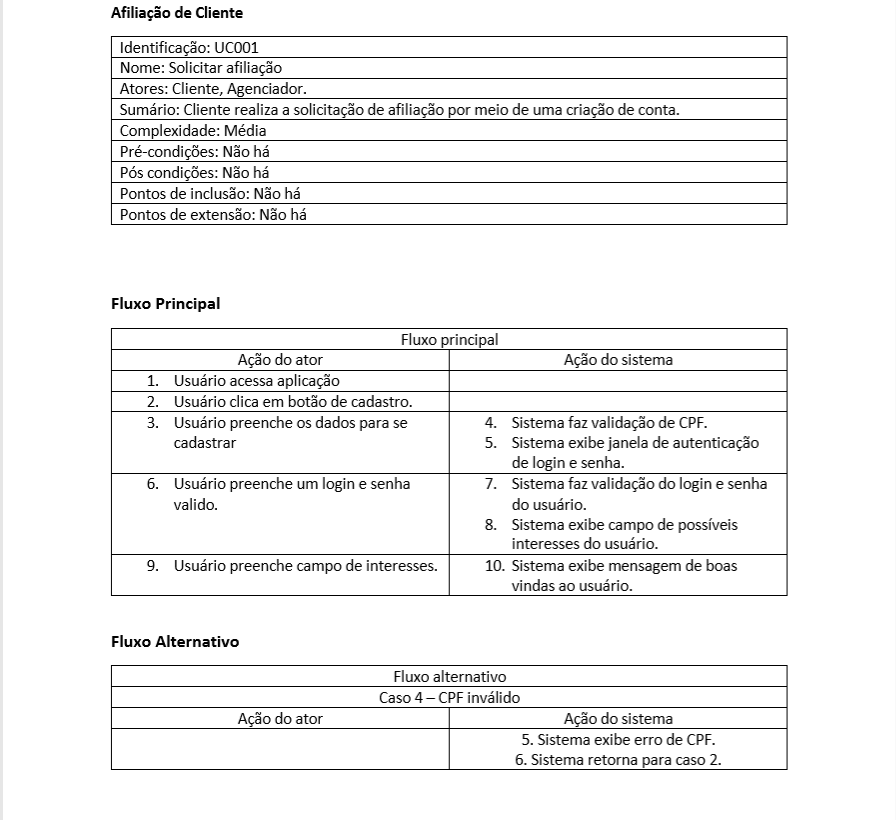 Afiliação de Cliente
Identificação: UC001
Nome: Solicitar afiliação
Atores: Cliente, Agenciador.
Sumário: Cliente realiza a solicitação de afiliação por meio de uma criação de conta.
Complexidade: Média
Pré-condições: Não há
Pós condições: Não há
Pontos de inclusão: Não há
Pontos de extensão: Não há
Fluxo Principal
Fluxo principal
Ação do ator
Ação do sistema
1. Usuário acessa aplicação
2. Usuário clica em botão de cadastro.
3. Usuário preenche os dados para se
cadastrar
4. Sistema faz validação de CPF.
5. Sistema exibe janela de autenticação
de login e senha.
6. Usuário preenche um login e senha
valido.
7. Sistema faz validação do login e senha
do usuário.
8. Sistema exibe campo de possíveis
interesses do usuário.
9. Usuário preenche campo de interesses.
10. Sistema exibe mensagem de boas
vindas ao usuário.
Fluxo Alternativo
Fluxo alternativo
Caso 4 – CPF inválido
Ação do ator
Ação do sistema
5. Sistema exibe erro de CPF.
6. Sistema retorna para caso 2.